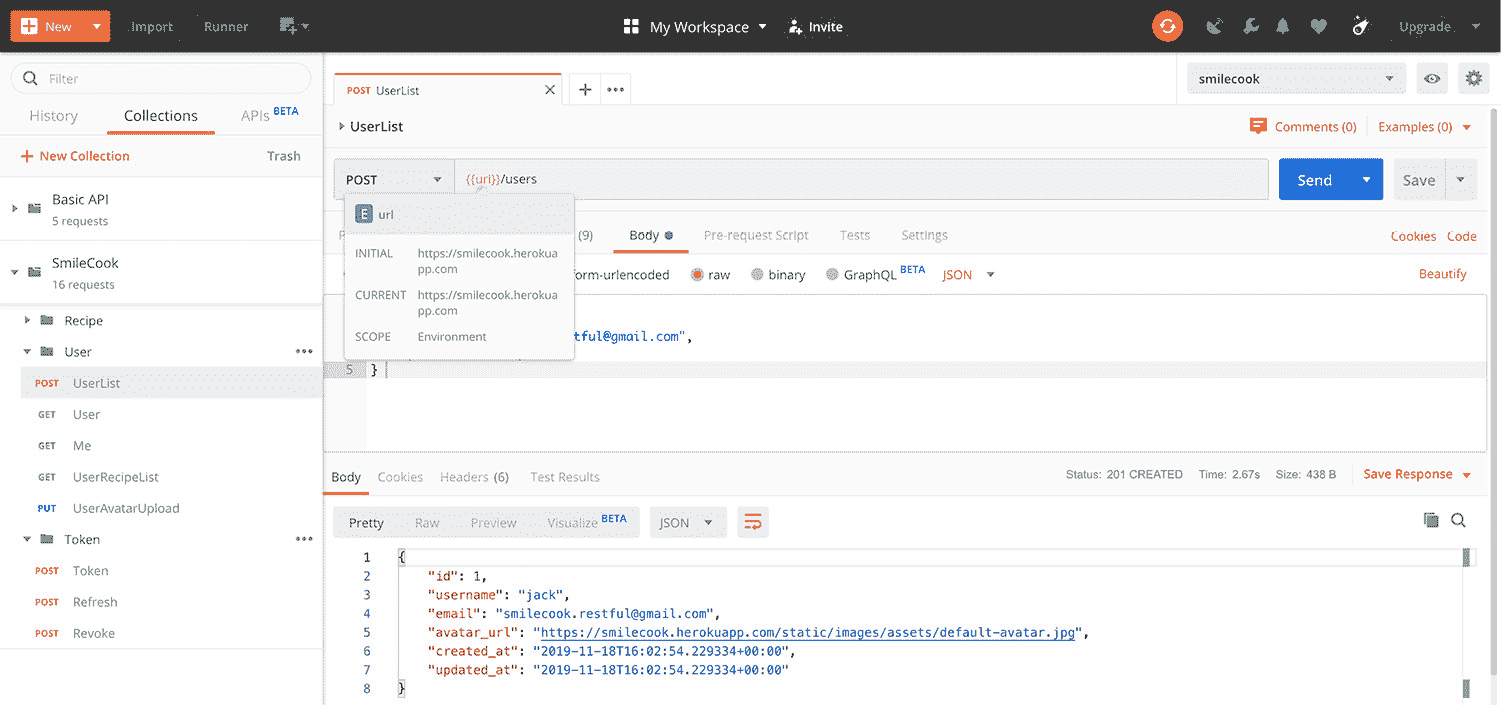 New Import Runner My Workspace Invite Upgrade
Filter
History Collections APIs BETA
New Collection Trash
Basic API
5 requests
SmileCook
16 requests
Recipe
User
POST UserList
GET User
GET Me
GET UserRecipeList
PUT UserAvatarUpload
Token
POST Token
POST Refresh
POST Revoke
POST UserList
smilecook
UserList
Comments (0) Examples (0)
POST {{url}}/users Send Save
E url
INITIAL https://smilecook.herokua
pp.com
CURRENT https://smilecook.herokua
pp.com
SCOPE Environment
(9) Body Pre-request Script Tests Settings Cookies Code
orm-urlencoded raw binary GraphQL BETA JSON Beautify
tful@gmail.com",
5 }
Body Cookies Headers (6) Test Results Status: 201 CREATED Time: 2.67s Size: 438 B Save Response
Pretty Raw Preview Visualize BETA JSON
1 {
2 "id": 1,
3 "username": "jack",
4 "email": "smilecook.restful@gmail.com",
5 "avatar_url": "https://smilecook.herokuapp.com/static/images/assets/default-avatar.jpg",
6 "created_at": "2019-11-18T16:02:54.229334+00:00",
7 "updated_at": "2019-11-18T16:02:54.229334+00:00"
8 }